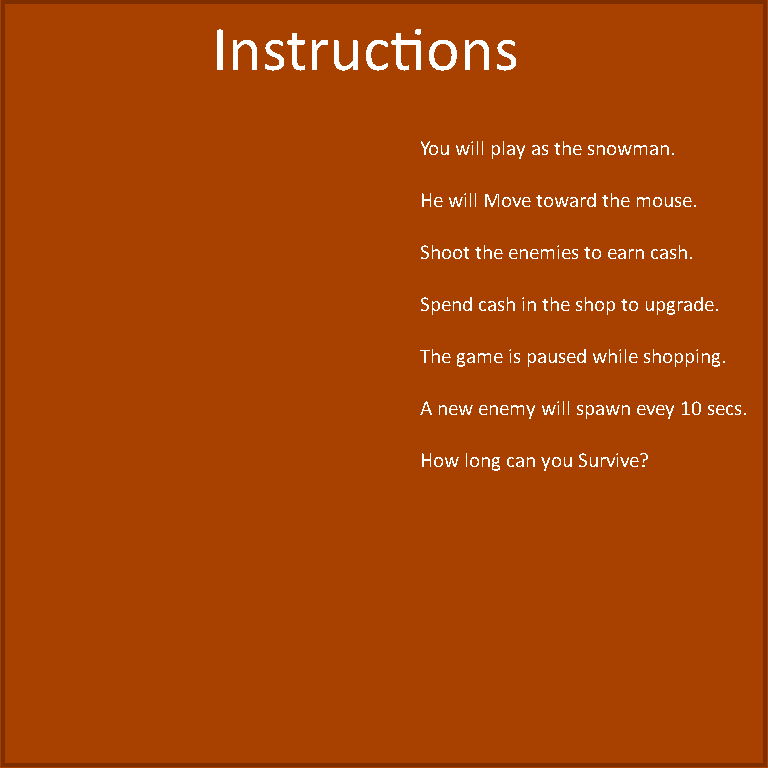 Instructions
You will play as the snowman.
He will Move toward the mouse.
Shoot the enemies to earn cash.
Spend cash in the shop to upgrade.
The game is paused while shopping.
A new enemy will spawn evey 10 secs.
How long can you Survive?